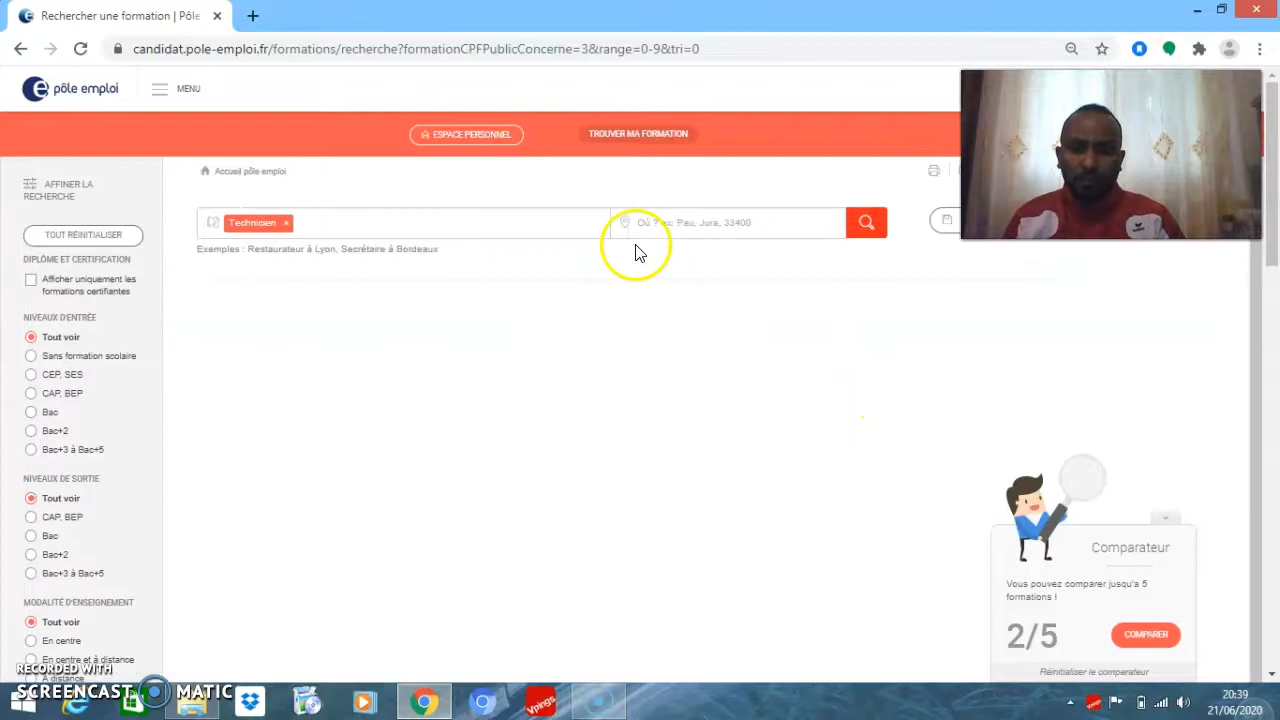 Rechercher une formation | Pôle
candidat.pole-emploi.fr/formations/recherche?formationCPFPublicConcerne=3&range=0-9&tri=0
pôle emploi
MENU
ESPACE PERSONNEL
TROUVER MA FORMATION
AFFINER LA
RECHERCHE
Accueil pôle emploi
Technicien ×
Où ? ex: Pau, Jura, 33400
Exemples : Restaurateur à Lyon, Secrétaire à Bordeaux
TOUT RÉINITIALISER
DIPLÔME ET CERTIFICATION
Afficher uniquement les
formations certifiantes
NIVEAUX D'ENTRÉE
Tout voir
Sans formation scolaire
CEP, SES
CAP, BEP
Bac
Bac+2
Bac+3 à Bac+5
NIVEAUX DE SORTIE
Tout voir
CAP, BEP
Bac
Bac+2
Bac+3 à Bac+5
MODALITÉ D'ENSEIGNEMENT
Tout voir
En centre
En centre et à distance
À distance
Comparateur
Vous pouvez comparer jusqu'a 5
formations !
2/5
COMPARER
Réinitialiser le comparateur
RECORDED WITH
SCREENCAST MATIC
Vpings
20:39
21/06/2020